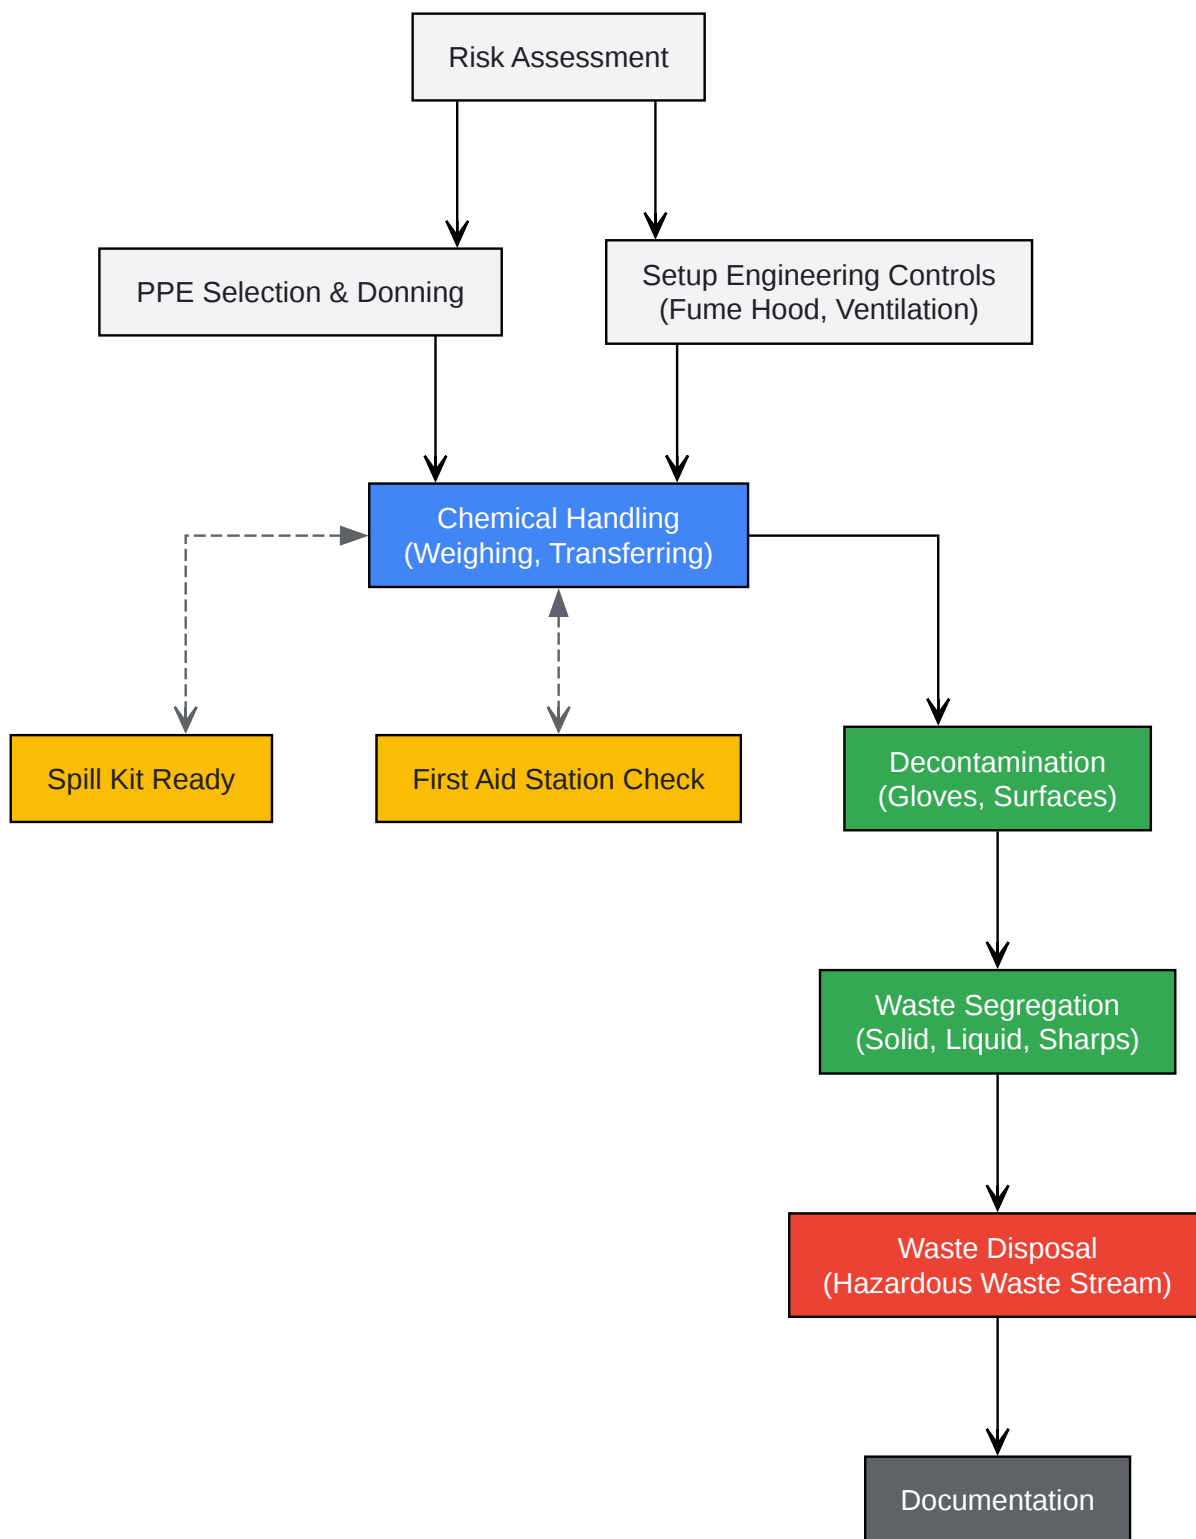 Risk Assessment
PPE Selection & Donning
Setup Engineering Controls
(Fume Hood, Ventilation)
Chemical Handling
(Weighing, Transferring)
Spill Kit Ready
First Aid Station Check
Decontamination
(Gloves, Surfaces)
Waste Segregation
(Solid, Liquid, Sharps)
Waste Disposal
(Hazardous Waste Stream)
Documentation